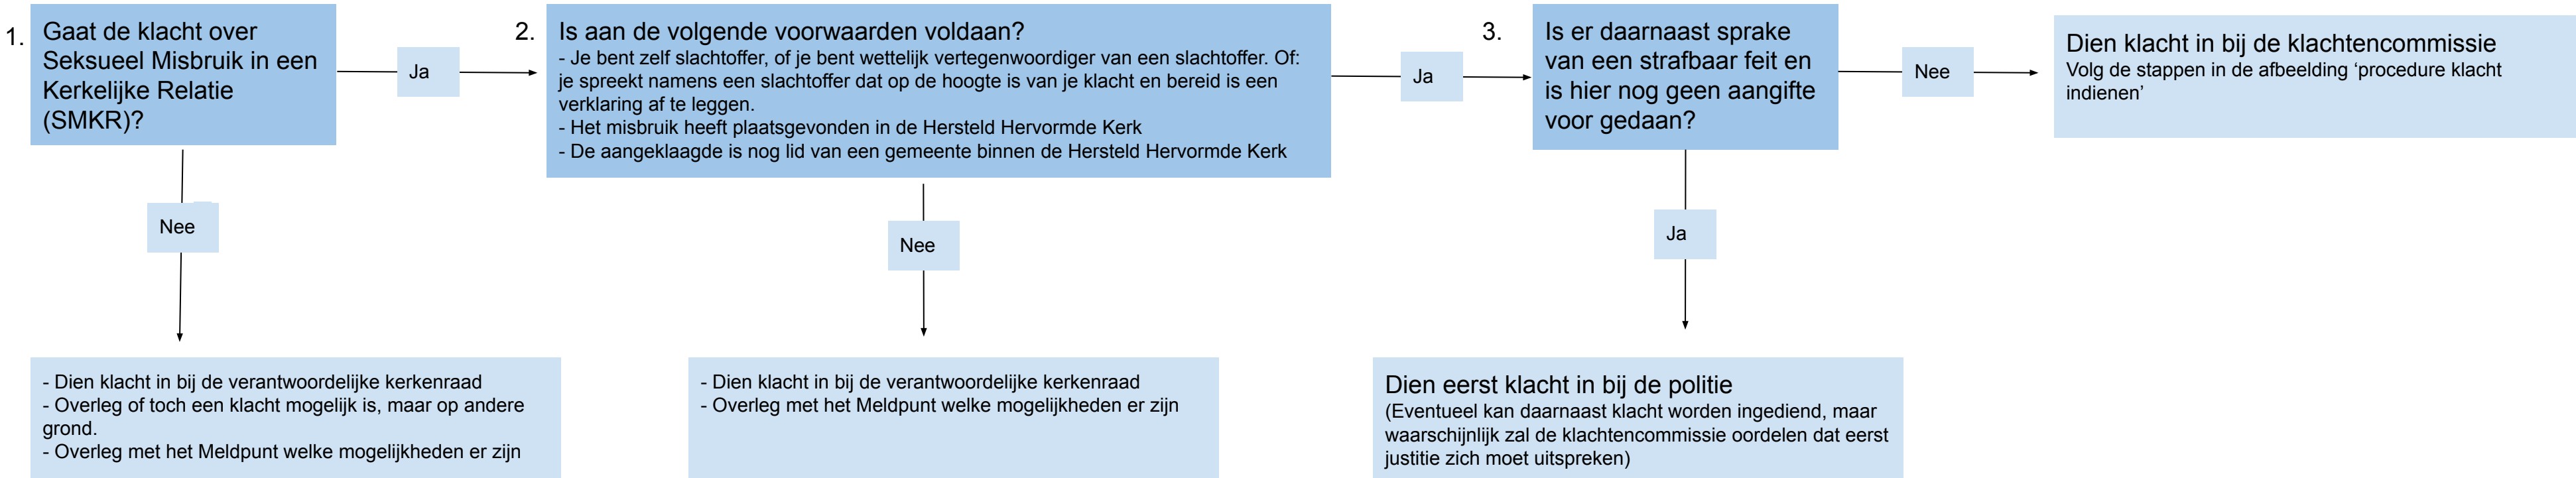 1.
Gaat de klacht over
Seksueel Misbruik in een
Kerkelijke Relatie
(SMKR)?
Ja
Nee
- Dien klacht in bij de verantwoordelijke kerkenraad
- Overleg of toch een klacht mogelijk is, maar op andere
grond.
- Overleg met het Meldpunt welke mogelijkheden er zijn
2.
Is aan de volgende voorwaarden voldaan?
- Je bent zelf slachtoffer, of je bent wettelijk vertegenwoordiger van een slachtoffer. Of:
je spreekt namens een slachtoffer dat op de hoogte is van je klacht en bereid is een
verklaring af te leggen.
- Het misbruik heeft plaatsgevonden in de Hersteld Hervormde Kerk
- De aangeklaagde is nog lid van een gemeente binnen de Hersteld Hervormde Kerk
Ja
Nee
- Dien klacht in bij de verantwoordelijke kerkenraad
- Overleg met het Meldpunt welke mogelijkheden er zijn
3.
Is er daarnaast sprake
van een strafbaar feit en
is hier nog geen aangifte
voor gedaan?
Nee
Ja
Dien eerst klacht in bij de politie
(Eventueel kan daarnaast klacht worden ingediend, maar
waarschijnlijk zal de klachtencommissie oordelen dat eerst
justitie zich moet uitspreken)
Dien klacht in bij de klachtencommissie
Volg de stappen in de afbeelding ‘procedure klacht
indienen’